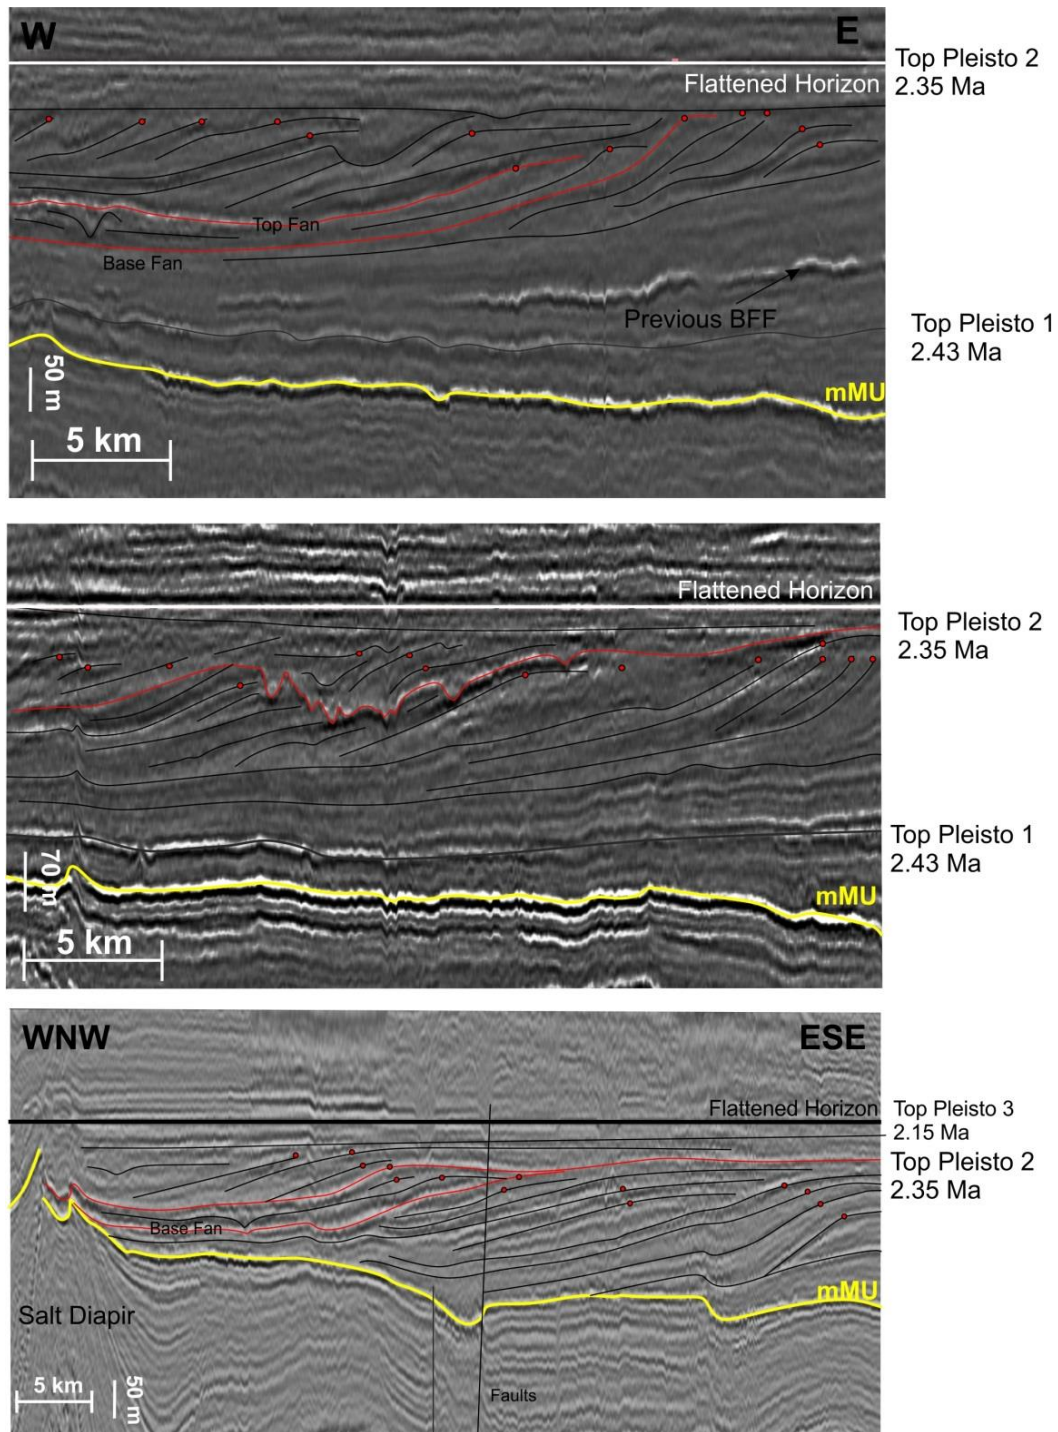 W
E
Top Pleisto 2
2.35 Ma
Flattened Horizon
Top Fan
Base Fan
Previous BFF
Top Pleisto 1
2.43 Ma
50 m
mMU
5 km
Flattened Horizon
Top Pleisto 2
2.35 Ma
Top Pleisto 1
2.43 Ma
70 m
mMU
5 km
WNW
ESE
Flattened Horizon
Top Pleisto 3
2.15 Ma
Top Pleisto 2
2.35 Ma
Base Fan
mMU
Salt Diapir
5 km
50 m
Faults